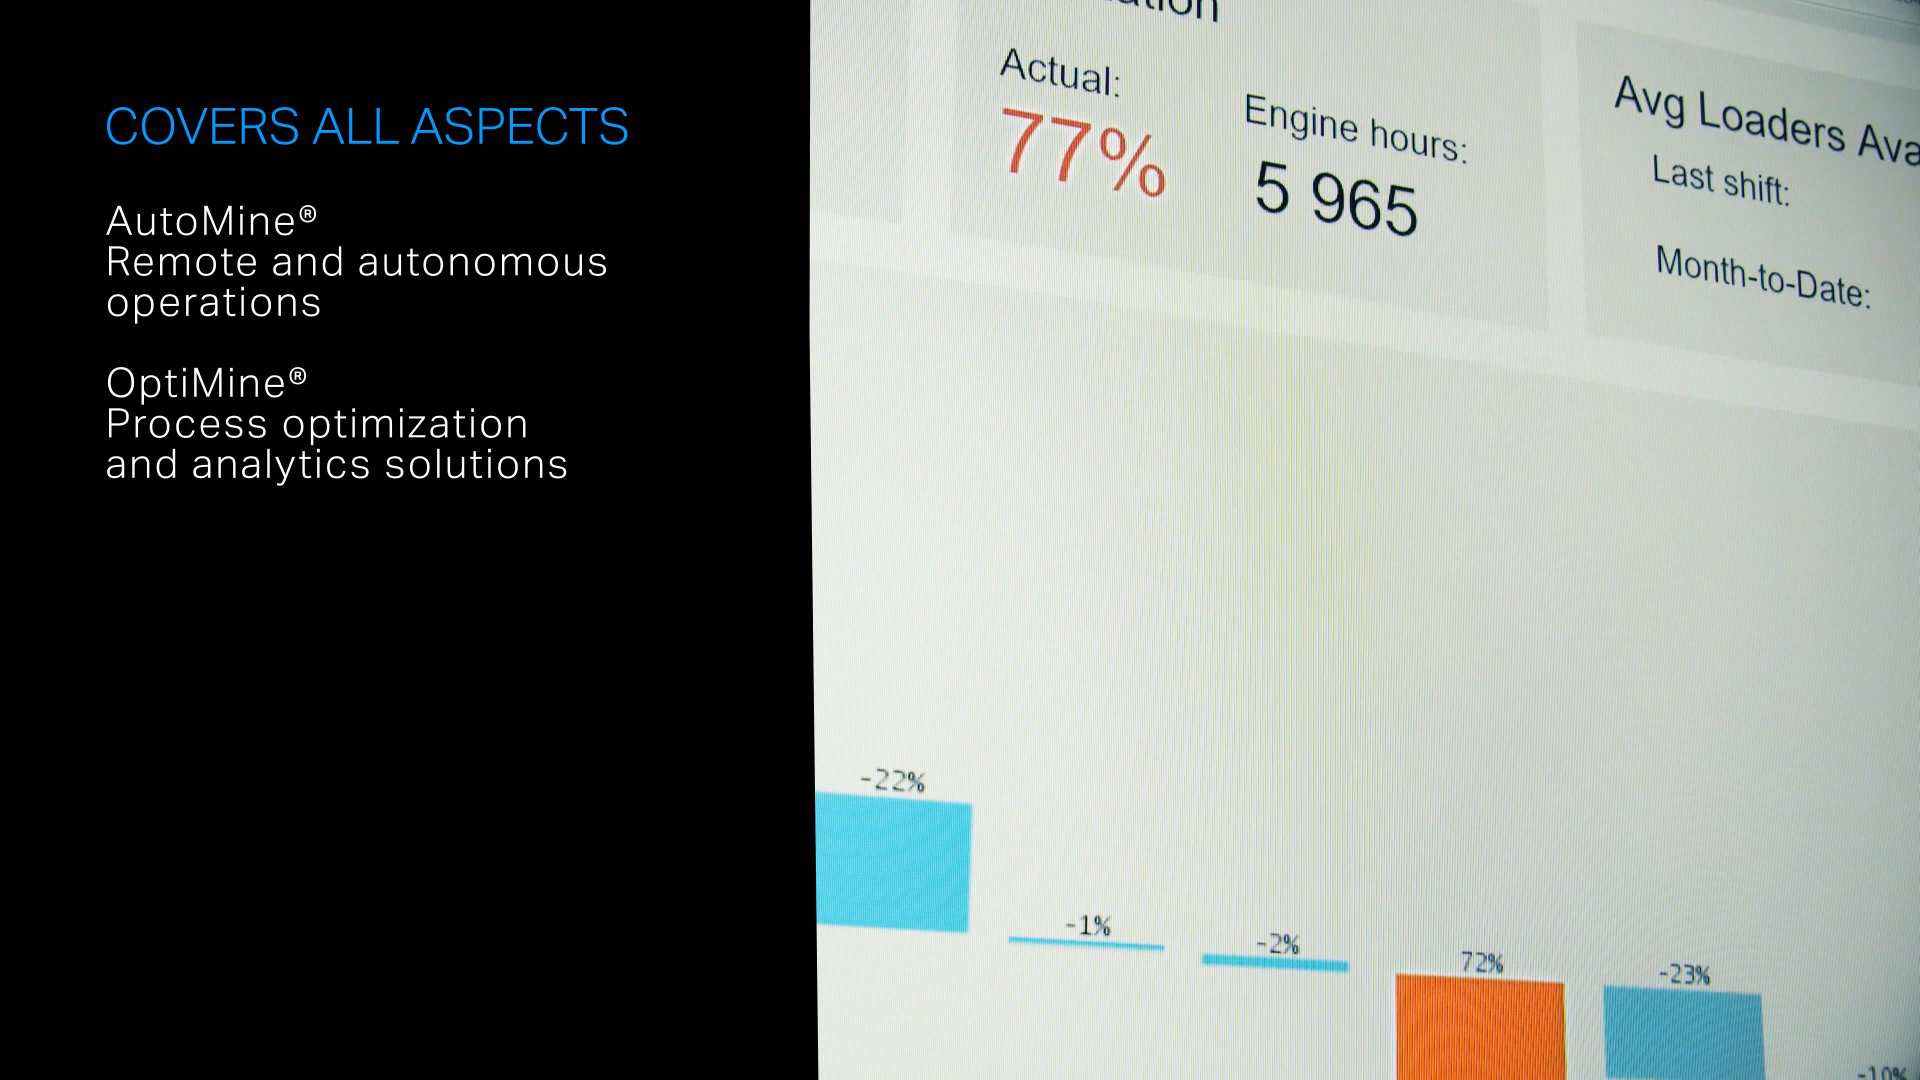 COVERS ALL ASPECTS
AutoMine®
Remote and autonomous
operations
OptiMine®
Process optimization
and analytics solutions
Actual:
77%
Engine hours:
5 965
Avg Loaders
Last shift:
Month-to-Date:
-22%
-1%
-2%
72%
-23%
-10%